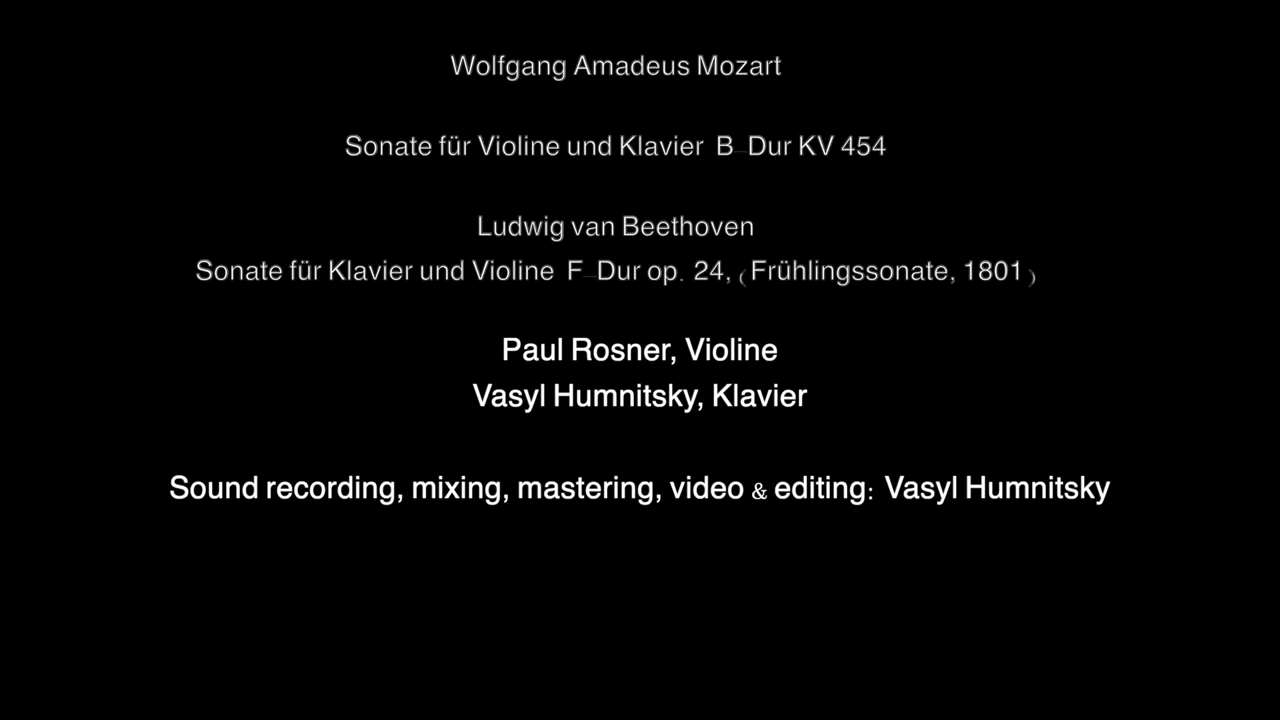 Wolfgang Amadeus Mozart
Sonate für Violine und Klavier B-Dur KV 454
Ludwig van Beethoven
Sonate für Klavier und Violine F-Dur op. 24, (Frühlingssonate, 1801)
Paul Rosner, Violine
Vasyl Humnitsky, Klavier
Sound recording, mixing, mastering, video & editing: Vasyl Humnitsky